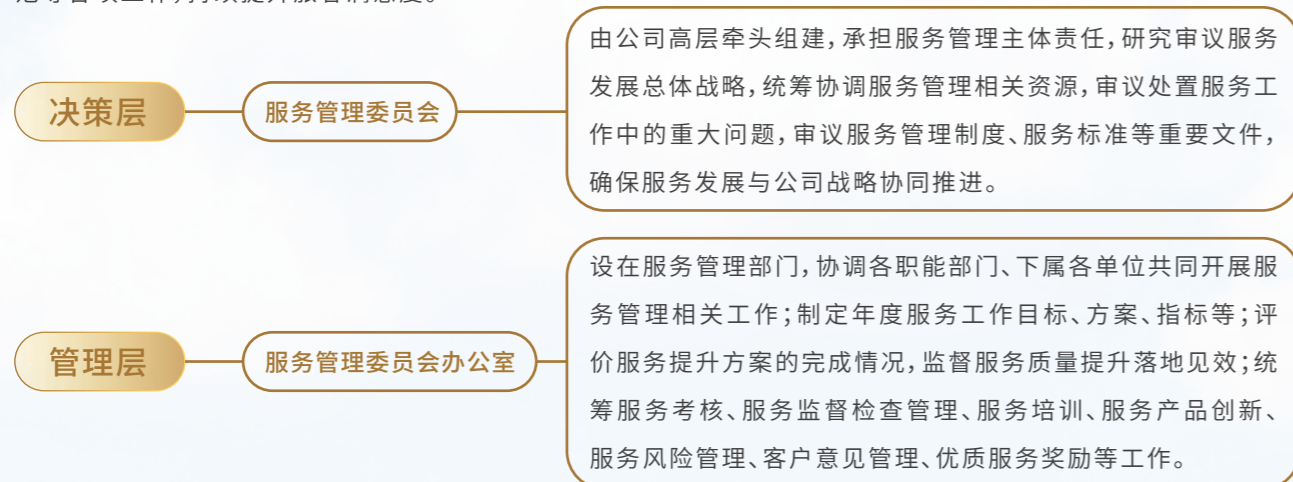 决策层
服务管理委员会
由公司高层牵头组建，承担服务管理主体责任，研究审议服务
发展总体战略，统筹协调服务管理相关资源，审议处置服务工
作中的重大问题，审议服务管理制度、服务标准等重要文件，
确保服务发展与公司战略协同推进。
管理层
服务管理委员会办公室
设在服务管理部门，协调各职能部门、下属各单位共同开展服
务管理相关工作；制定年度服务工作目标、方案、指标等；评
价服务提升方案的完成情况，监督服务质量提升落地见效；统
筹服务考核、服务监督检查管理、服务培训、服务产品创新、
服务风险管理、客户意见管理、优质服务奖励等工作。